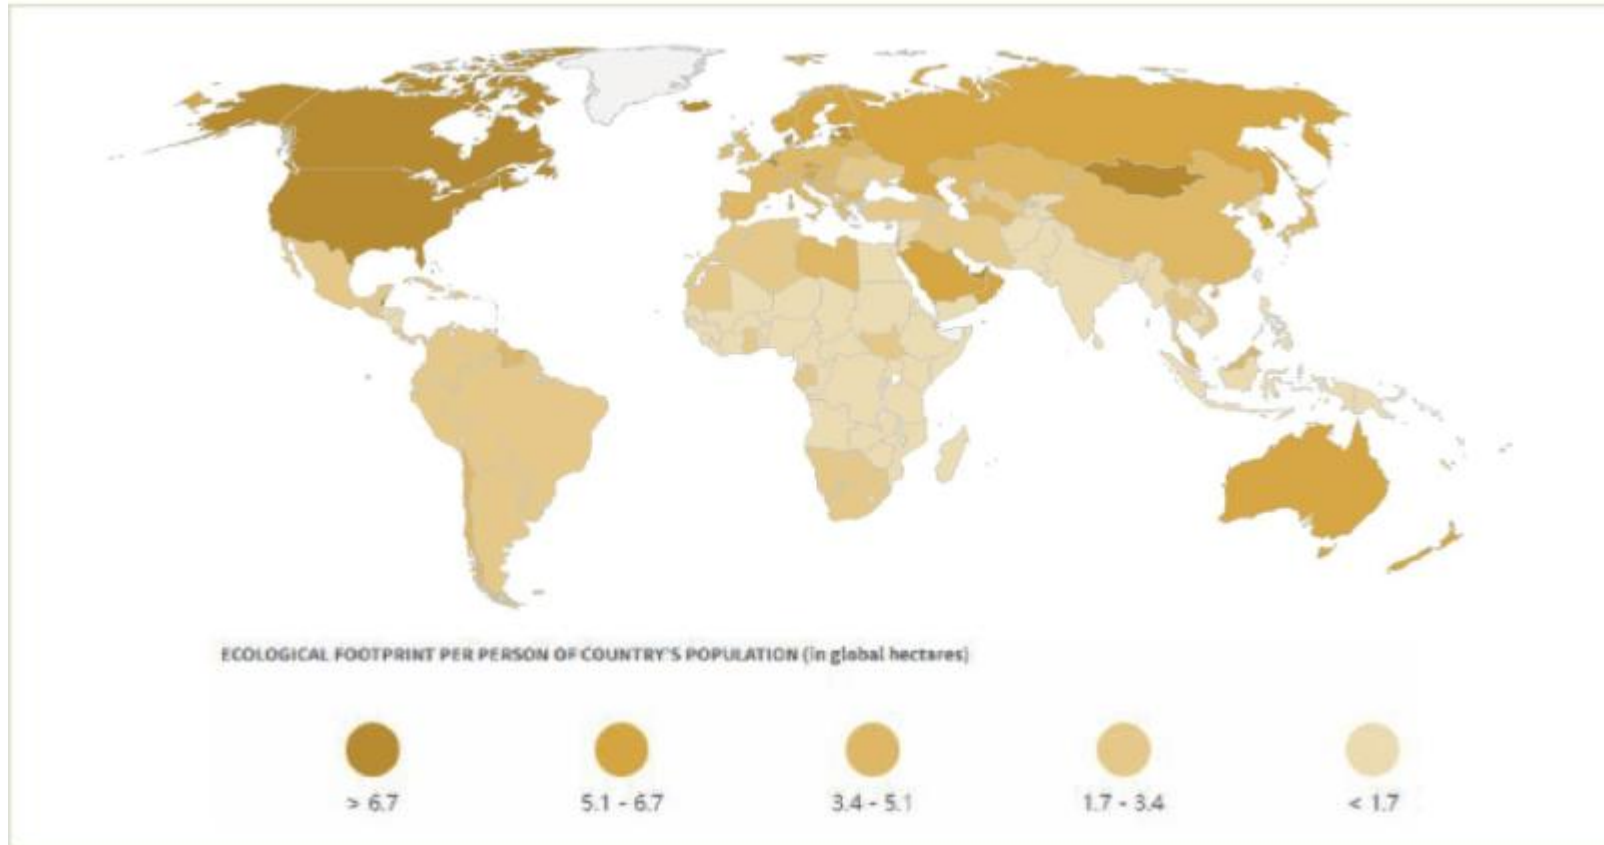 ECOLOGICAL FOOTPRINT PER PERSON OF COUNTRY'S POPULATION (in global hectares)
> 6.7
5.1 - 6.7
3.4 - 5.1
1.7 - 3.4
< 1.7